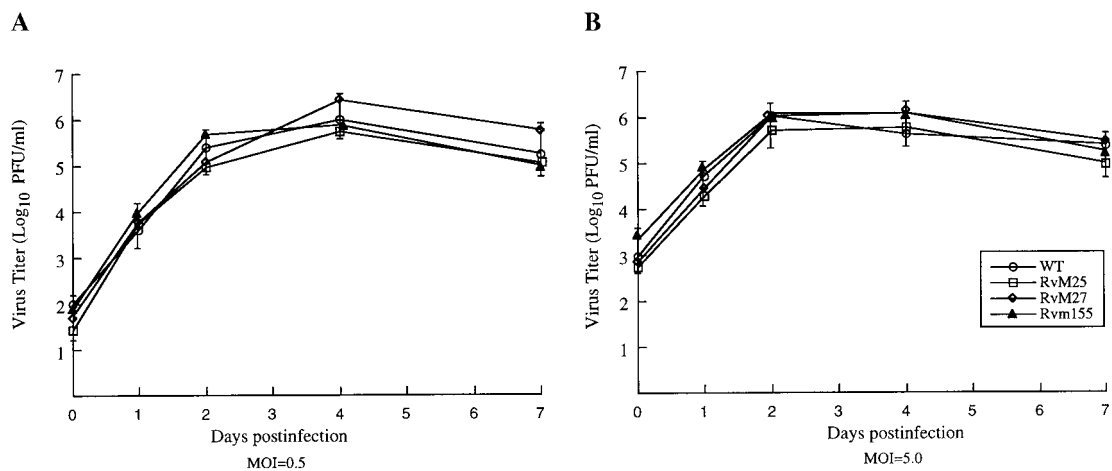 A
Virus Titer (Log10 PFU/ml)
7
6
5
4
3
2
1
0 1 2 3 4 5 6 7
Days postinfection
MOI=0.5
B
Virus Titer (Log10 PFU/ml)
7
6
5
4
3
2
1
0 1 2 3 4 5 6 7
Days postinfection
MOI=5.0
WT
RvM25
RvM27
Rvm155